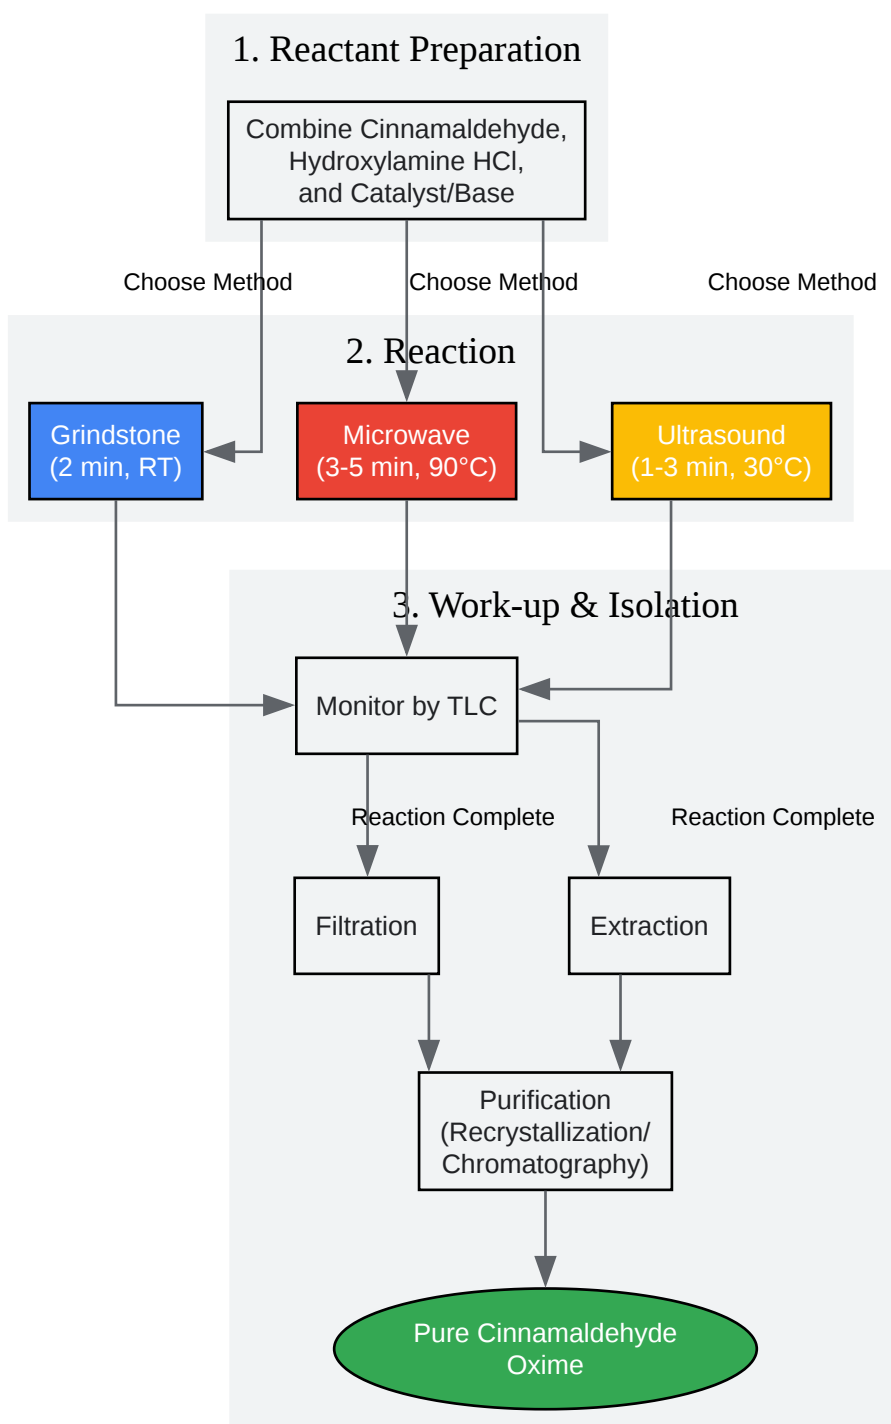 1. Reactant Preparation
Combine Cinnamaldehyde,
Hydroxylamine HCl,
and Catalyst/Base
Choose Method
Choose Method
Choose Method
2. Reaction
Grindstone
(2 min, RT)
Microwave
(3-5 min, 90°C)
Ultrasound
(1-3 min, 30°C)
3. Work-up & Isolation
Monitor by TLC
Reaction Complete
Reaction Complete
Filtration
Extraction
Purification
(Recrystallization/
Chromatography)
Pure Cinnamaldehyde
Oxime